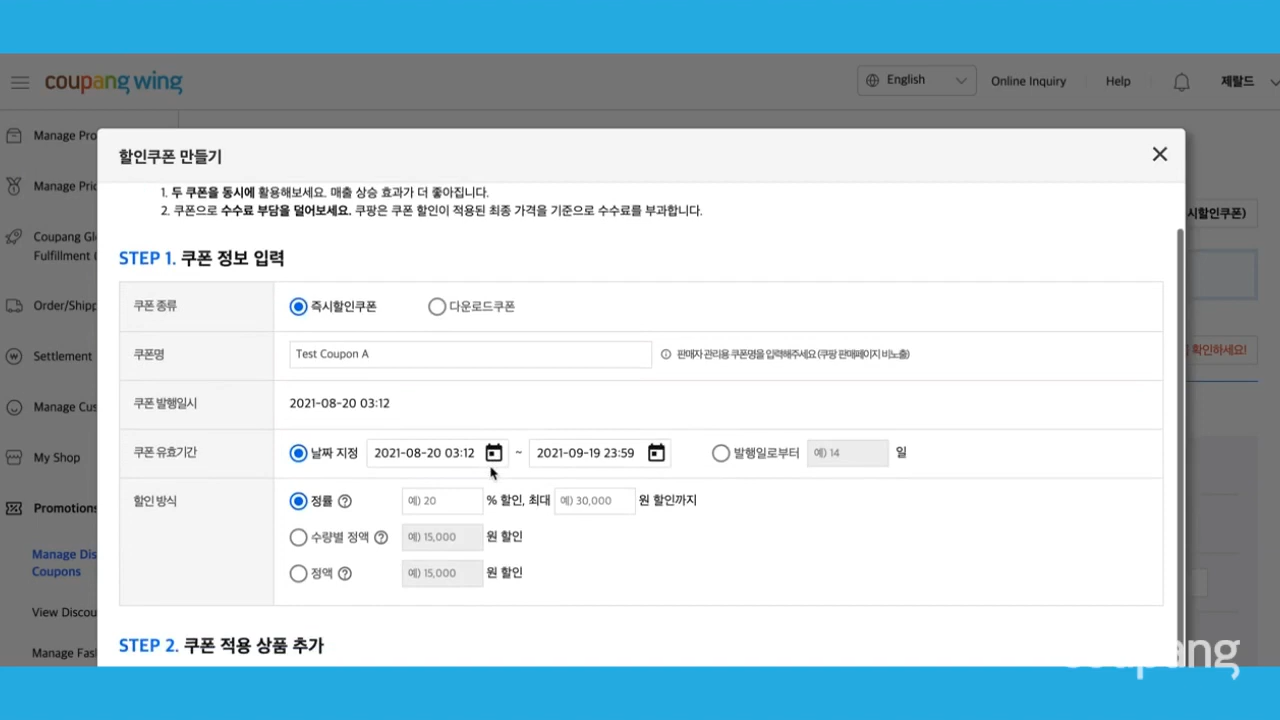 coupang wing
English
Online Inquiry
Help
제랄드
Manage Pro
Manage Pric
Coupang Gl
Fulfillment (
Order/Shipp
Settlement
Manage Cus
My Shop
Promotions
Manage Dis
Coupons
View Discou
Manage Fas
할인쿠폰 만들기
1. 두 쿠폰을 동시에 활용해보세요. 매출 상승 효과가 더 좋아집니다.
2. 쿠폰으로 수수료 부담을 덜어보세요. 쿠팡은 쿠폰 할인이 적용된 최종 가격을 기준으로 수수료를 부과합니다.
시할인쿠폰)
STEP 1. 쿠폰 정보 입력
쿠폰 종류 즉시할인쿠폰 다운로드쿠폰
쿠폰명 Test Coupon A 판매자 관리용 쿠폰명을 입력해주세요 (쿠팡 판매페이지 비노출)
확인하세요!
쿠폰 발행일시 2021-08-20 03:12
쿠폰 유효기간 날짜 지정 2021-08-20 03:12 ~ 2021-09-19 23:59 발행일로부터 예) 14 일
할인 방식 정률 예) 20 % 할인, 최대 예) 30,000 원 할인까지
수량별 정액 예) 15,000 원 할인
정액 예) 15,000 원 할인
STEP 2. 쿠폰 적용 상품 추가
coupang